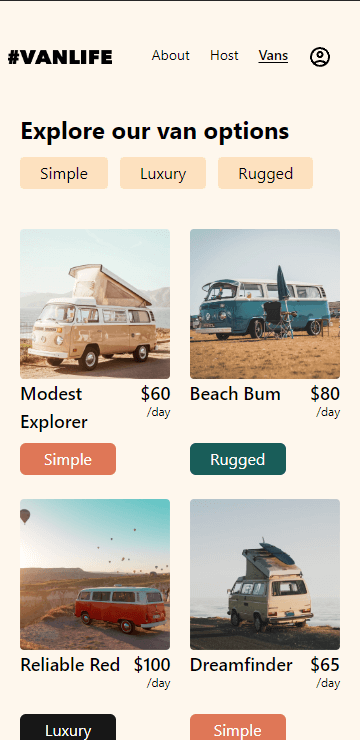 #VANLIFE About Host Vans
Explore our van options
Simple Luxury Rugged
Modest Explorer $60 /day
Simple
Beach Bum $80 /day
Rugged
Reliable Red $100 /day
Luxury
Dreamfinder $65 /day
Simple